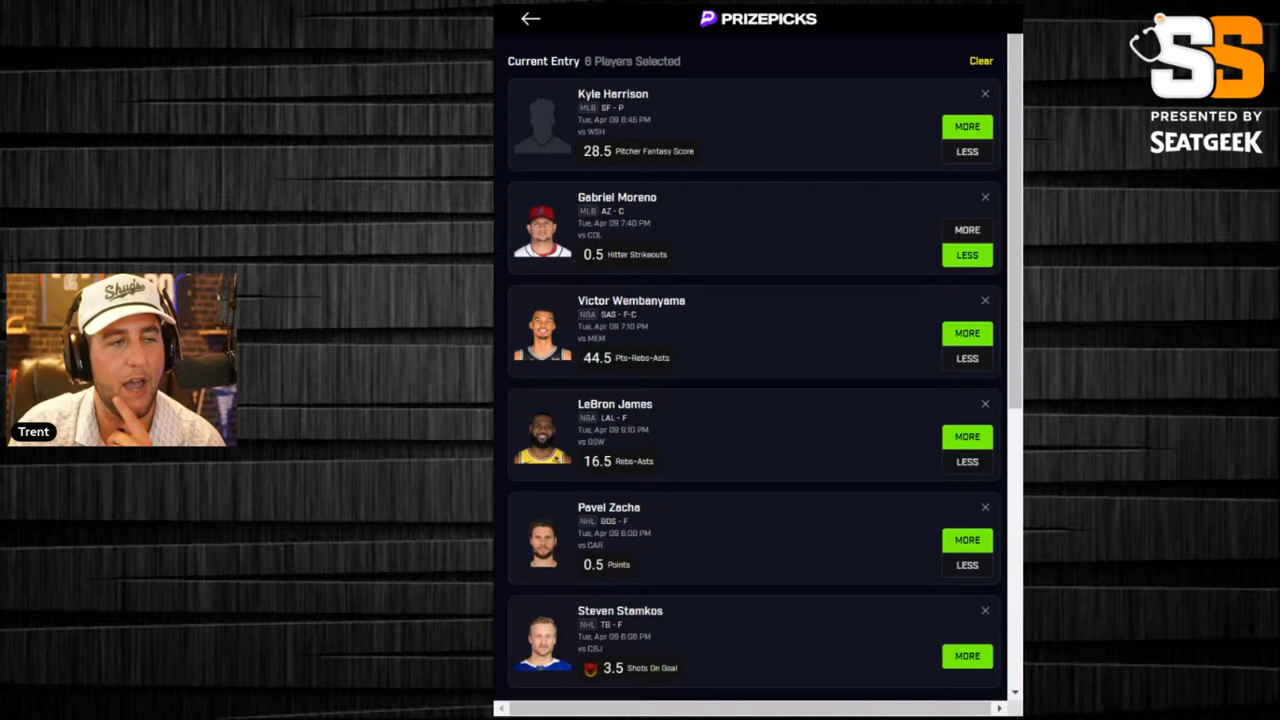 PRIZEPICKS
Current Entry 6 Players Selected
Clear
Kyle Harrison
MLB SF - P
Tue, Apr 09 8:45 PM
vs WSH
28.5 Pitcher Fantasy Score
MORE
LESS
Gabriel Moreno
MLB AZ - C
Tue, Apr 09 7:40 PM
vs COL
0.5 Hitter Strikeouts
MORE
LESS
Victor Wembanyama
NBA SAS - F-C
Tue, Apr 09 7:10 PM
vs MEM
44.5 Pts-Rebs-Asts
MORE
LESS
LeBron James
NBA LAL - F
Tue, Apr 09 9:10 PM
vs GSW
16.5 Rebs-Asts
MORE
LESS
Pavel Zacha
NHL BOS - F
Tue, Apr 09 6:00 PM
vs CAR
0.5 Points
MORE
LESS
Steven Stamkos
NHL TB - F
Tue, Apr 09 6:08 PM
vs CBJ
3.5 Shots On Goal
MORE
Shug's
Trent
SS
PRESENTED BY
SEATGEEK